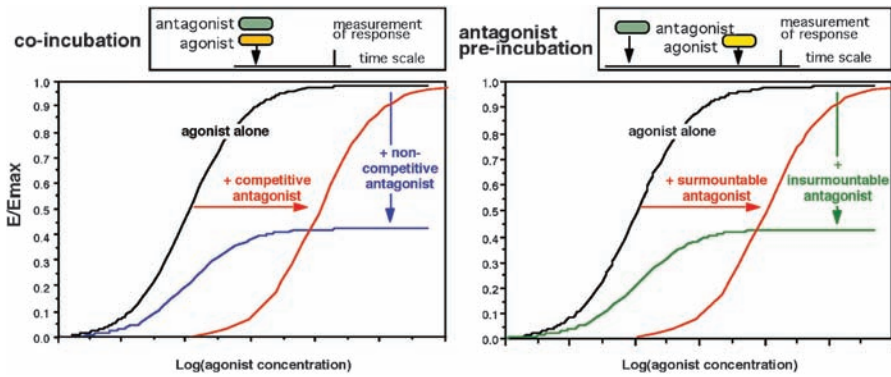 co-incubation
antagonist
agonist
measurement
of response
time scale
E/Emax
1.0
0.9
0.8
0.7
0.6
0.5
0.4
0.3
0.2
0.1
0.0
agonist alone
+ competitive
antagonist
+ non-
competitive
antagonist
Log(agonist concentration)
antagonist
pre-incubation
antagonist
agonist
measurement
of response
time scale
1.0
0.9
0.8
0.7
0.6
0.5
0.4
0.3
0.2
0.1
0.0
agonist alone
+ surmountable
antagonist
+
insurmountable
antagonist
Log(agonist concentration)